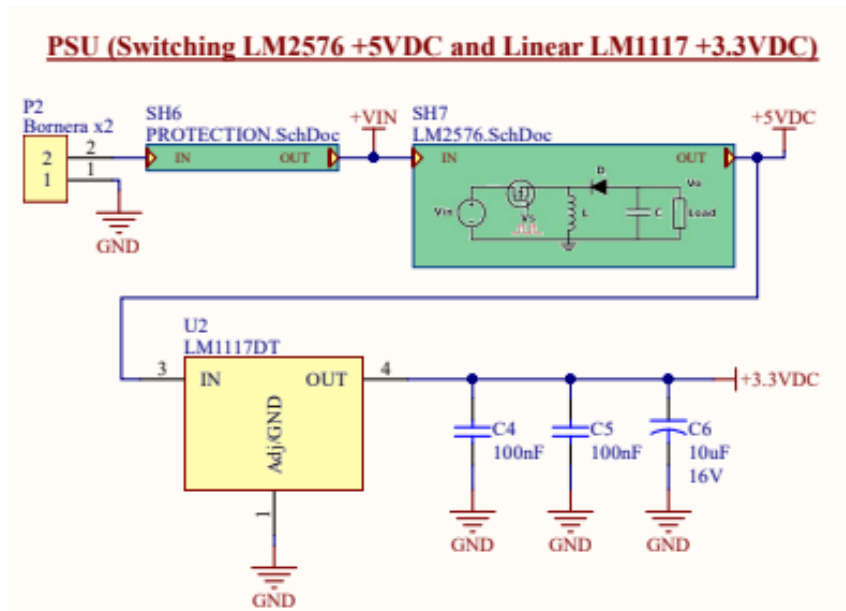 PSU (Switching LM2576 +5VDC and Linear LM1117 +3.3VDC)
P2
Bornera x2
2
1
2
1
GND
SH6
PROTECTION.SchDoc
IN
OUT
+VIN
SH7
LM2576.SchDoc
IN
OUT
Vin
Vs
L
D
C
Vo
Load
+5VDC
U2
LM1117DT
3
IN
OUT
4
Adj/GND
1
GND
C4
100nF
GND
C5
100nF
GND
C6
10uF
16V
GND
+3.3VDC